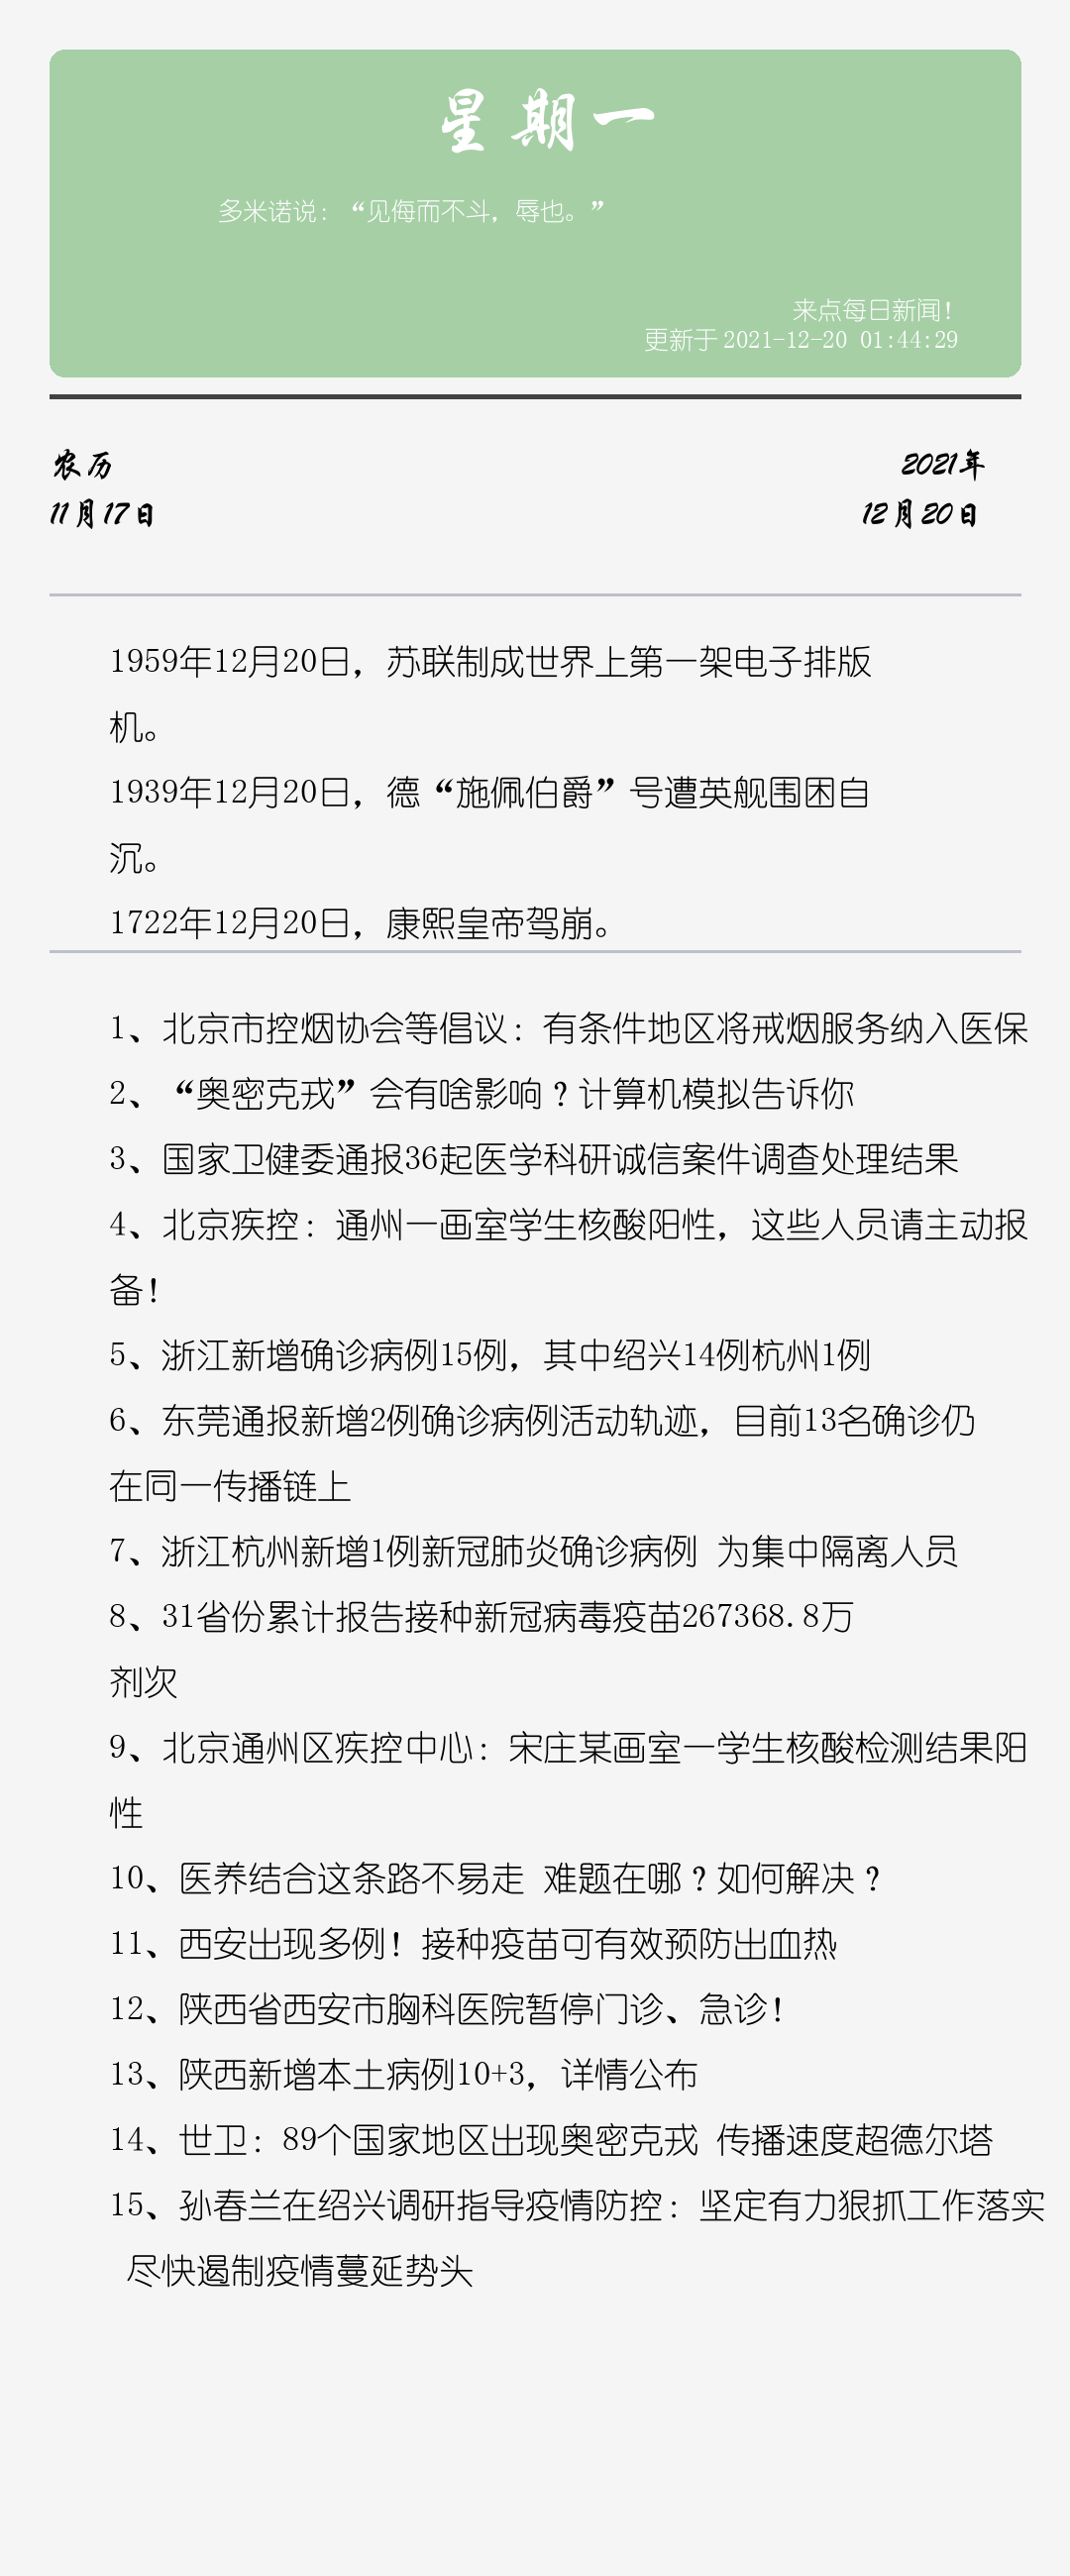 星期一
多米诺说：“见侮而不斗，辱也。”
来点每日新闻！
更新于 2021-12-20 01:44:29
农历
2021年
11月17日
12月20日
1959年12月20日，苏联制成世界上第一架电子排版
机。
1939年12月20日，德“施佩伯爵”号遭英舰围困自
沉。
1722年12月20日，康熙皇帝驾崩。
1、北京市控烟协会等倡议：有条件地区将戒烟服务纳入医保
2、“奥密克戎”会有啥影响？计算机模拟告诉你
3、国家卫健委通报36起医学科研诚信案件调查处理结果
4、北京疾控：通州一画室学生核酸阳性，这些人员请主动报
备！
5、浙江新增确诊病例15例，其中绍兴14例杭州1例
6、东莞通报新增2例确诊病例活动轨迹，目前13名确诊仍
在同一传播链上
7、浙江杭州新增1例新冠肺炎确诊病例 为集中隔离人员
8、31省份累计报告接种新冠病毒疫苗267368.8万
剂次
9、北京通州区疾控中心：宋庄某画室一学生核酸检测结果阳
性
10、医养结合这条路不易走 难题在哪？如何解决？
11、西安出现多例！接种疫苗可有效预防出血热
12、陕西省西安市胸科医院暂停门诊、急诊！
13、陕西新增本土病例10+3，详情公布
14、世卫：89个国家地区出现奥密克戎 传播速度超德尔塔
15、孙春兰在绍兴调研指导疫情防控：坚定有力狠抓工作落实
尽快遏制疫情蔓延势头